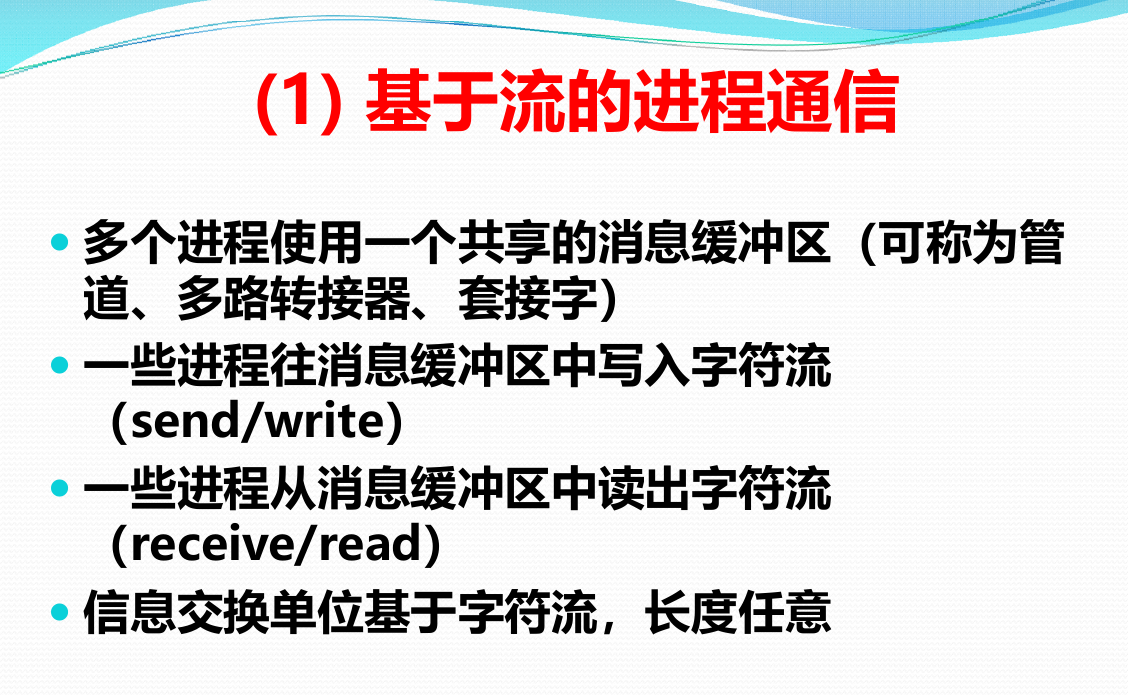 (1) 基于流的进程通信
多个进程使用一个共享的消息缓冲区（可称为管
道、多路转接器、套接字）
一些进程往消息缓冲区中写入字符流
（send/write）
一些进程从消息缓冲区中读出字符流
（receive/read）
信息交换单位基于字符流，长度任意